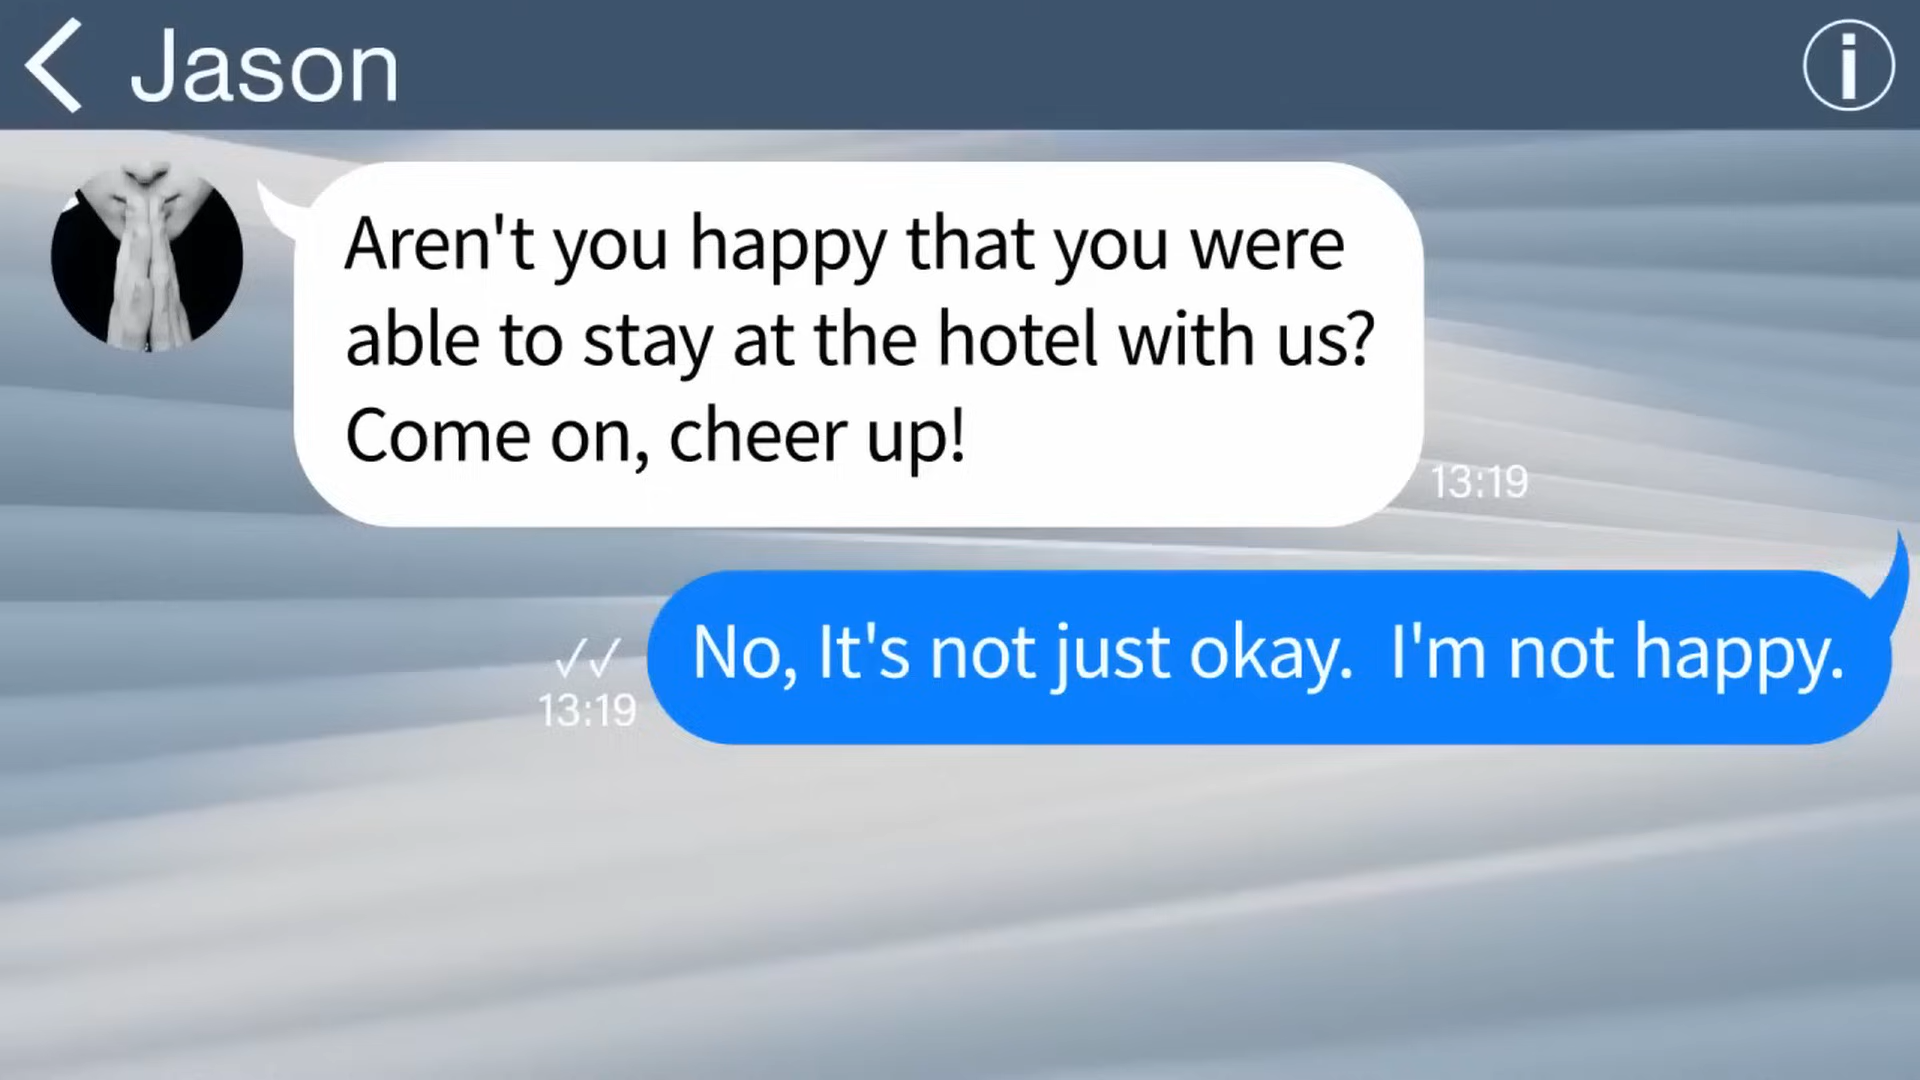 Jason
Aren't you happy that you were
able to stay at the hotel with us?
Come on, cheer up!
13:19
No, It's not just okay.  I'm not happy.
13:19